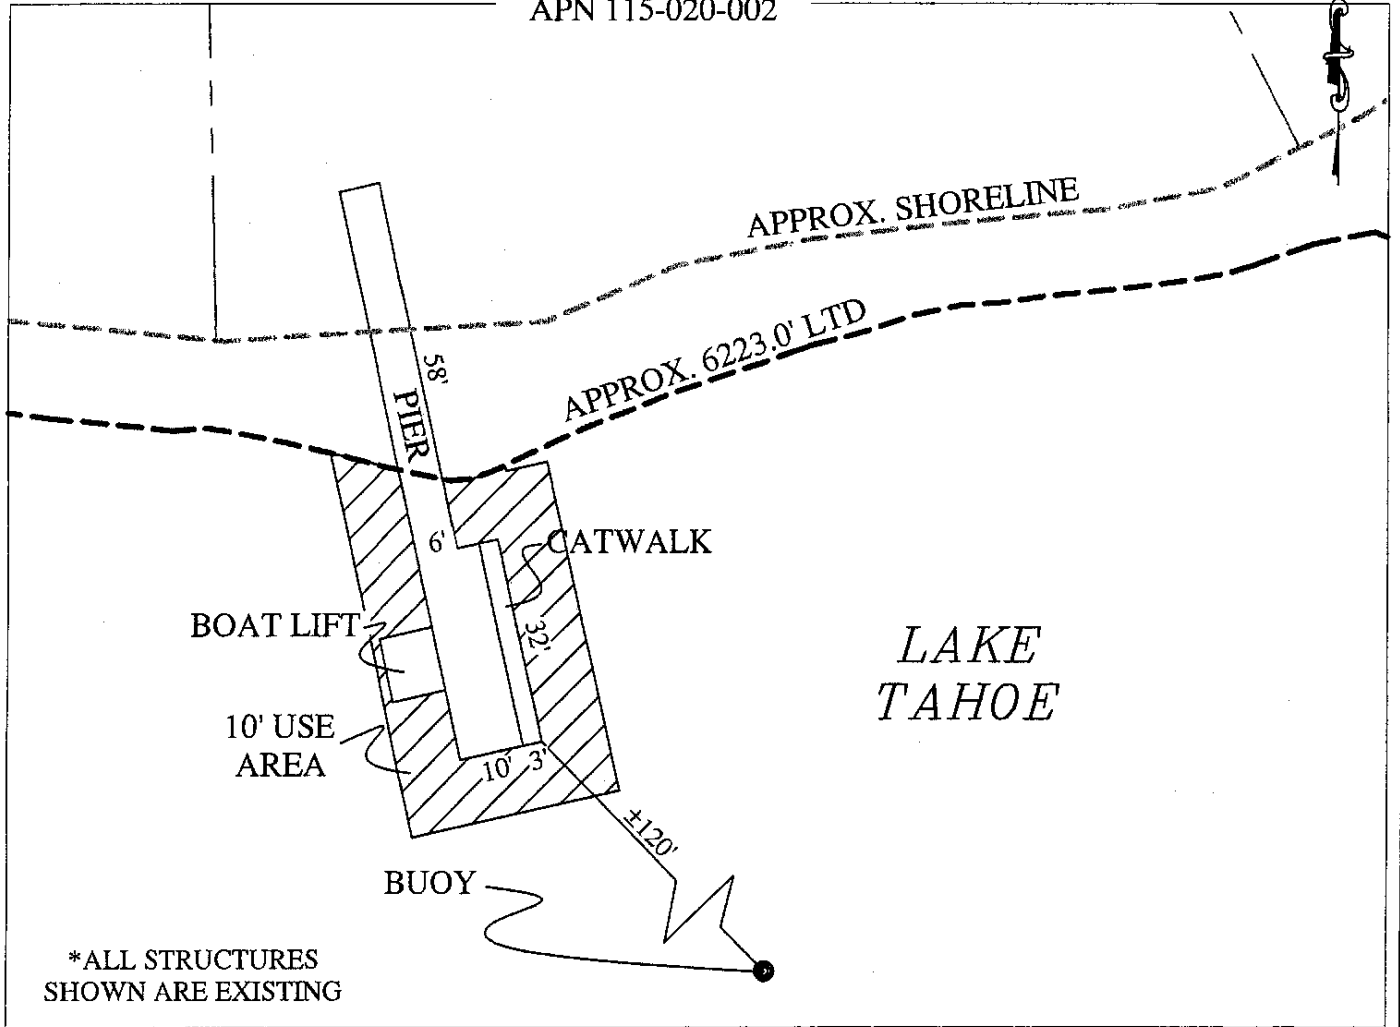 APN 115-020-002
APPROX. SHORELINE
APPROX. 6223.0' LTD
58'
PIER
6'
CATWALK
BOAT LIFT
32'
LAKE
TAHOE
10' USE
AREA
10'
3'
±120'
BUOY
*ALL STRUCTURES
SHOWN ARE EXISTING